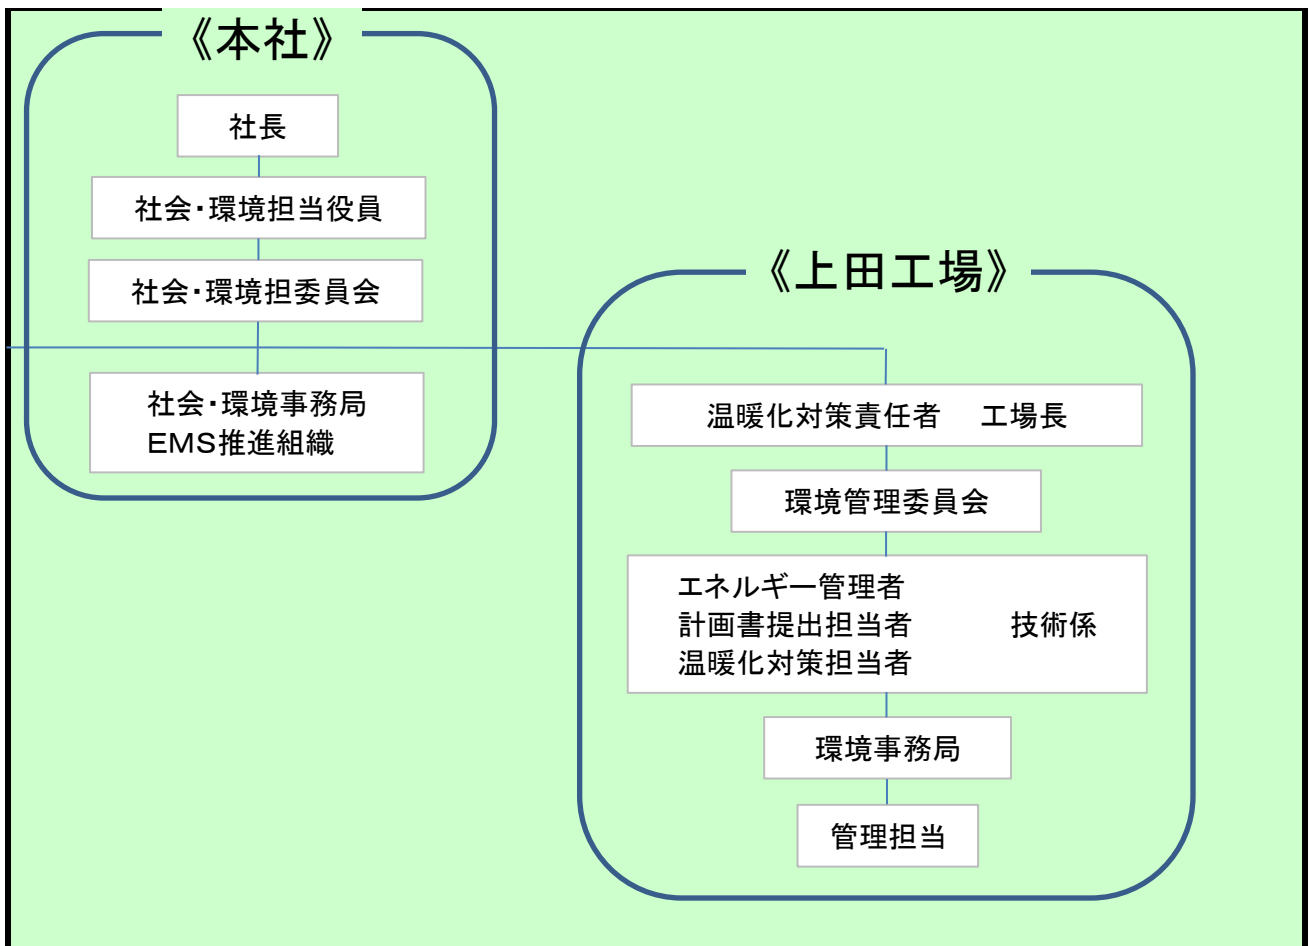 《本社》
社長
社会・環境担当役員
社会・環境担委員会
社会・環境事務局
EMS推進組織
《上田工場》
温暖化対策責任者　工場長
環境管理委員会
エネルギー管理者
計画書提出担当者　技術係
温暖化対策担当者
環境事務局
管理担当